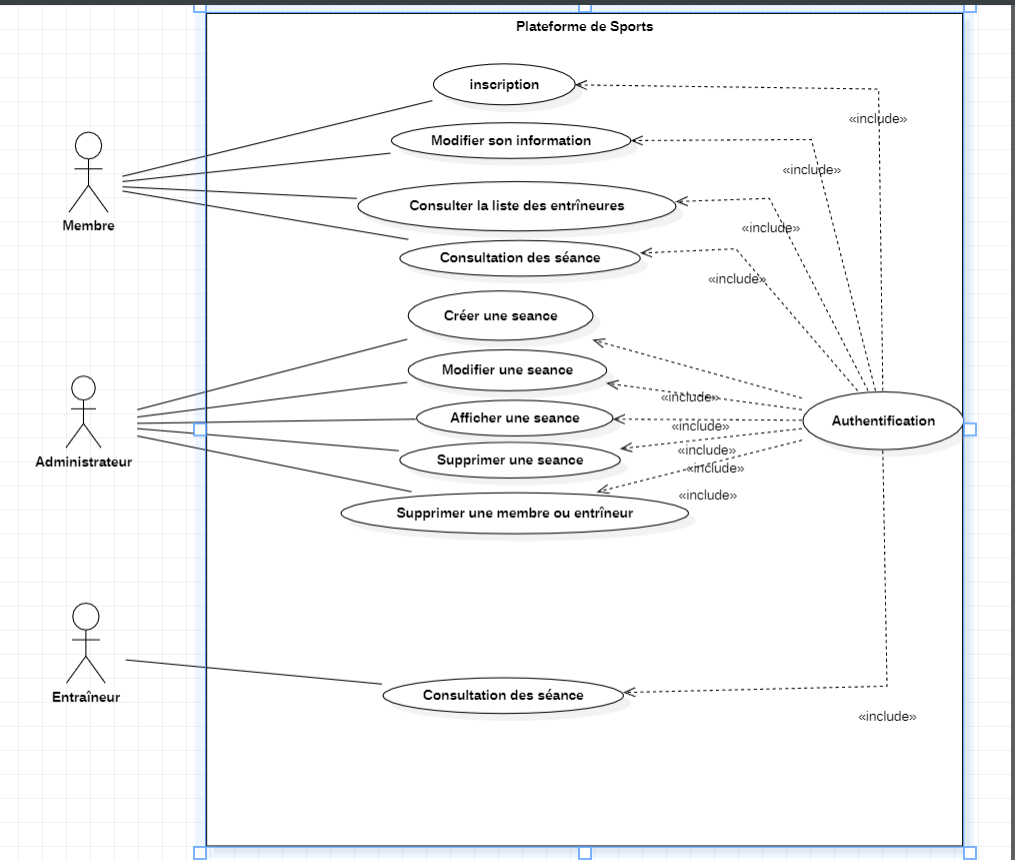 Plateforme de Sports
inscription
«include»
Modifier son information
«include»
Membre
Consulter la liste des entrîneures
«include»
Consultation des séance
«include»
Créer une seance
Modifier une seance
«include»
Afficher une seance
«include»
Authentification
Administrateur
Supprimer une seance
«include»
«include»
«include»
Supprimer une membre ou entrîneur
Entraîneur
Consultation des séance
«include»